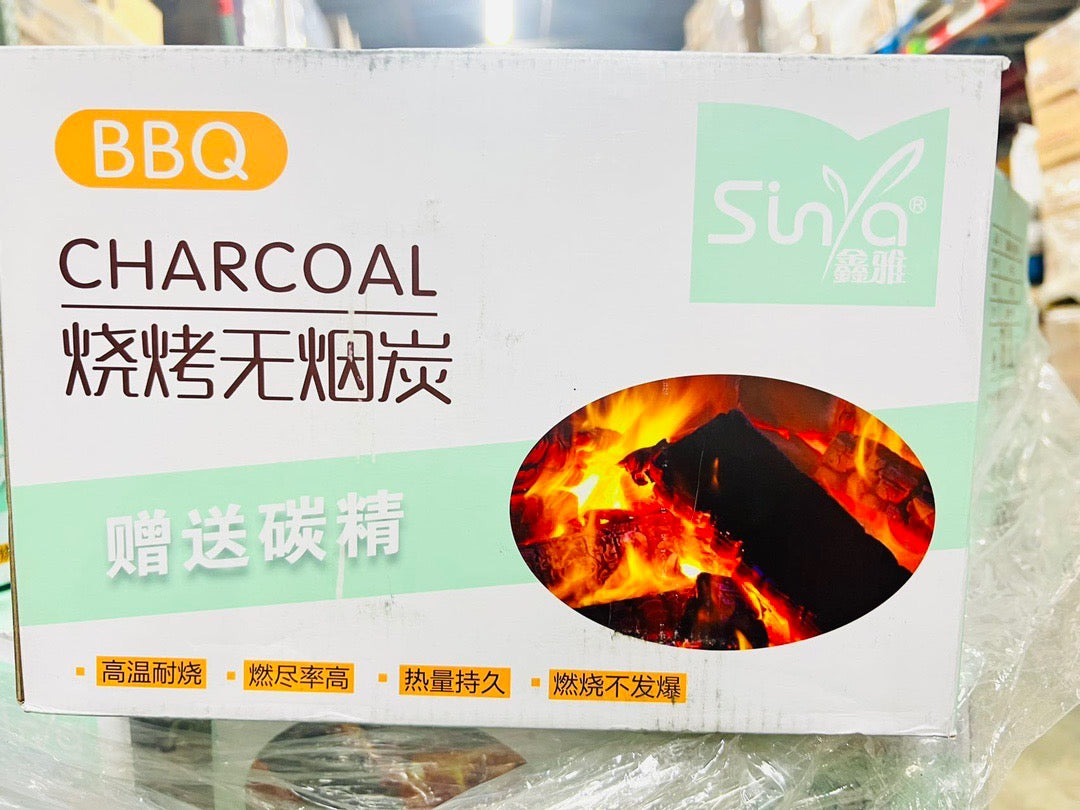 BBQ
SinYa®
鑫雅
CHARCOAL
烧烤无烟炭
赠送碳精
高温耐烧
燃尽率高
热量持久
燃烧不发爆